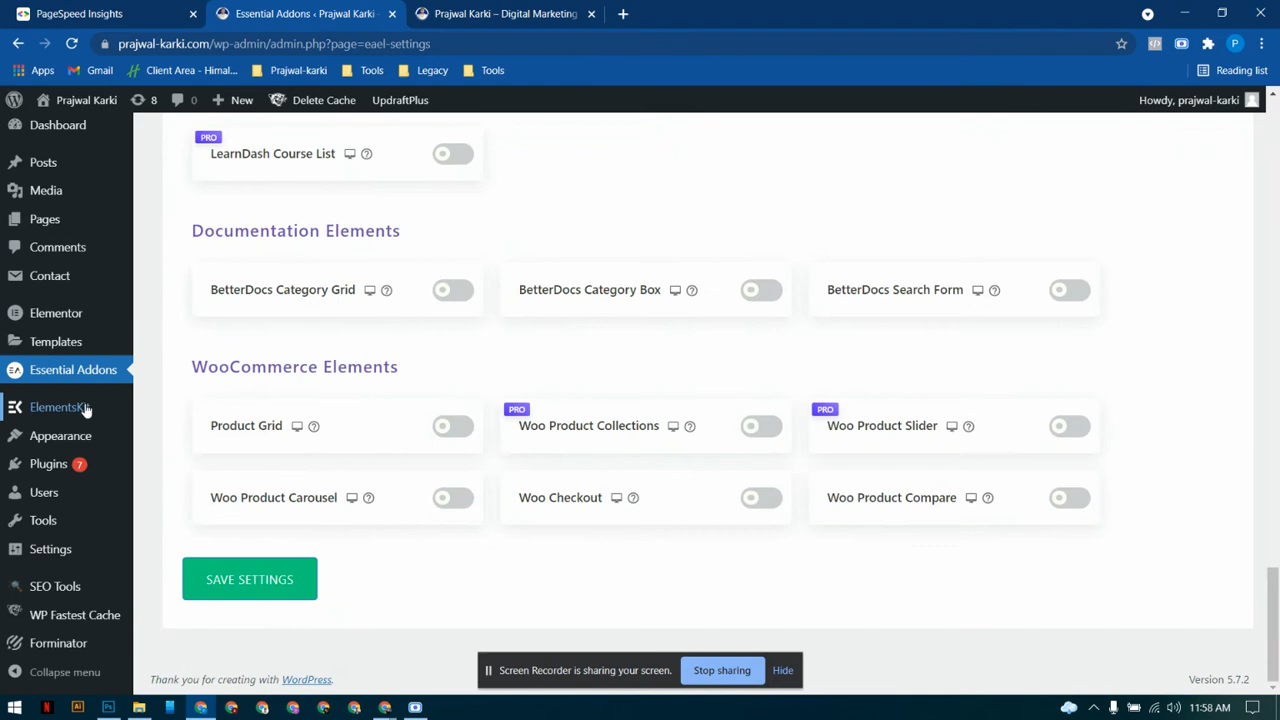 PageSpeed Insights
Essential Addons ‹ Prajwal Karki
Prajwal Karki – Digital Marketing
prajwal-karki.com/wp-admin/admin.php?page=eael-settings
Apps
Gmail
Client Area - Himal...
Prajwal-karki
Tools
Legacy
Tools
Reading list
Prajwal Karki
8
0
New
Delete Cache
UpdraftPlus
Howdy, prajwal-karki
Dashboard
Posts
Media
Pages
Comments
Contact
Elementor
Templates
Essential Addons
ElementsKit
Appearance
Plugins 7
Users
Tools
Settings
SEO Tools
WP Fastest Cache
Forminator
Collapse menu
PRO
LearnDash Course List
Documentation Elements
BetterDocs Category Grid
BetterDocs Category Box
BetterDocs Search Form
WooCommerce Elements
Product Grid
PRO
Woo Product Collections
PRO
Woo Product Slider
Woo Product Carousel
Woo Checkout
Woo Product Compare
SAVE SETTINGS
Screen Recorder is sharing your screen.
Stop sharing
Hide
Thank you for creating with WordPress.
Version 5.7.2
11:58 AM